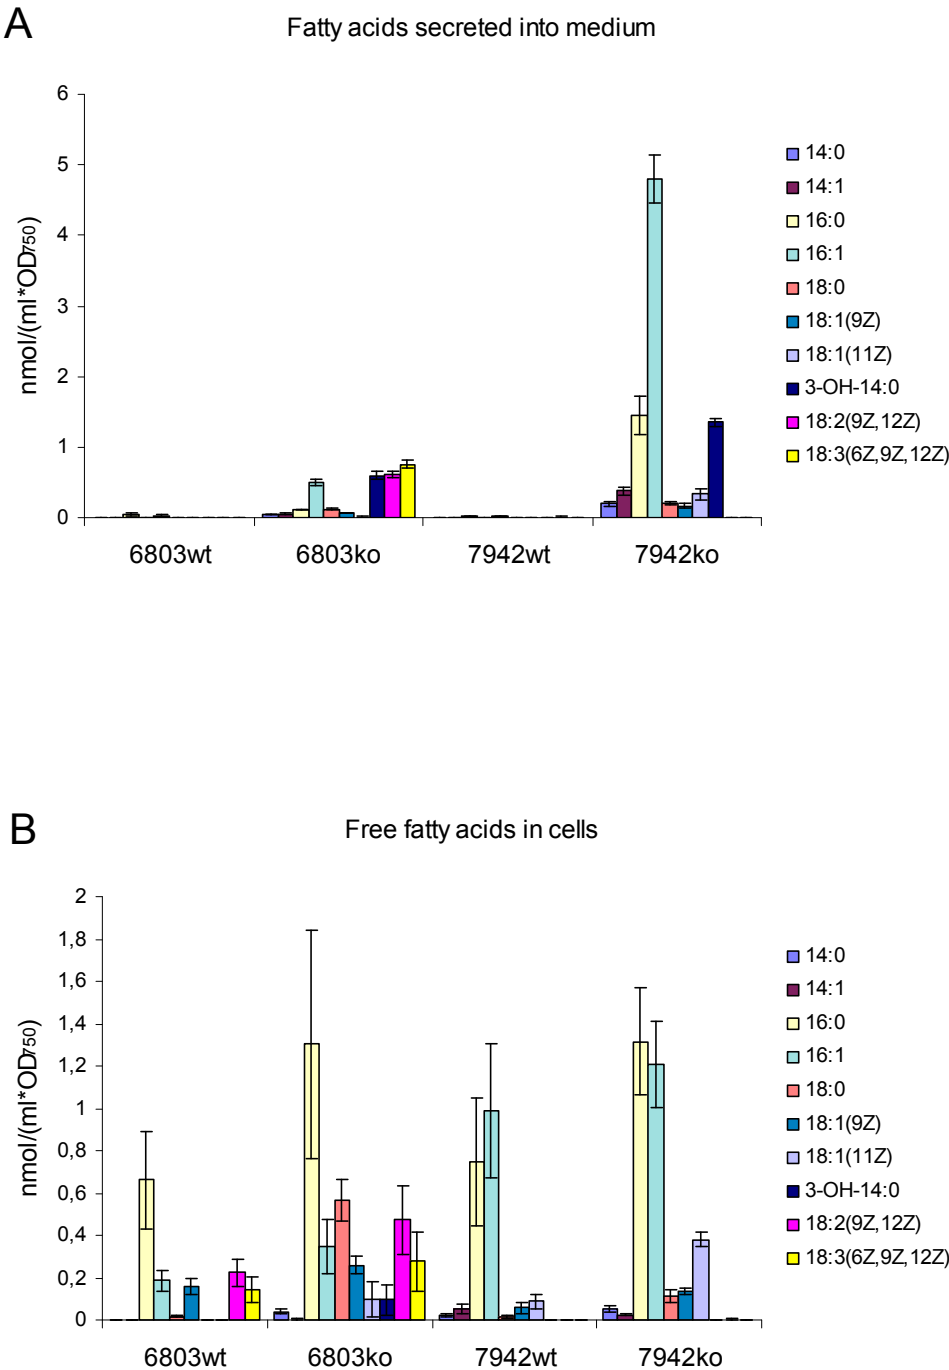 A
Fatty acids secreted into medium
nmol/(ml*OD750)
6
5
4
3
2
1
0
6803wt 6803ko 7942wt 7942ko
14:0
14:1
16:0
16:1
18:0
18:1(9Z)
18:1(11Z)
3-OH-14:0
18:2(9Z,12Z)
18:3(6Z,9Z,12Z)
B
Free fatty acids in cells
nmol/(ml*OD750)
2
1,8
1,6
1,4
1,2
1
0,8
0,6
0,4
0,2
0
6803wt 6803ko 7942wt 7942ko
14:0
14:1
16:0
16:1
18:0
18:1(9Z)
18:1(11Z)
3-OH-14:0
18:2(9Z,12Z)
18:3(6Z,9Z,12Z)